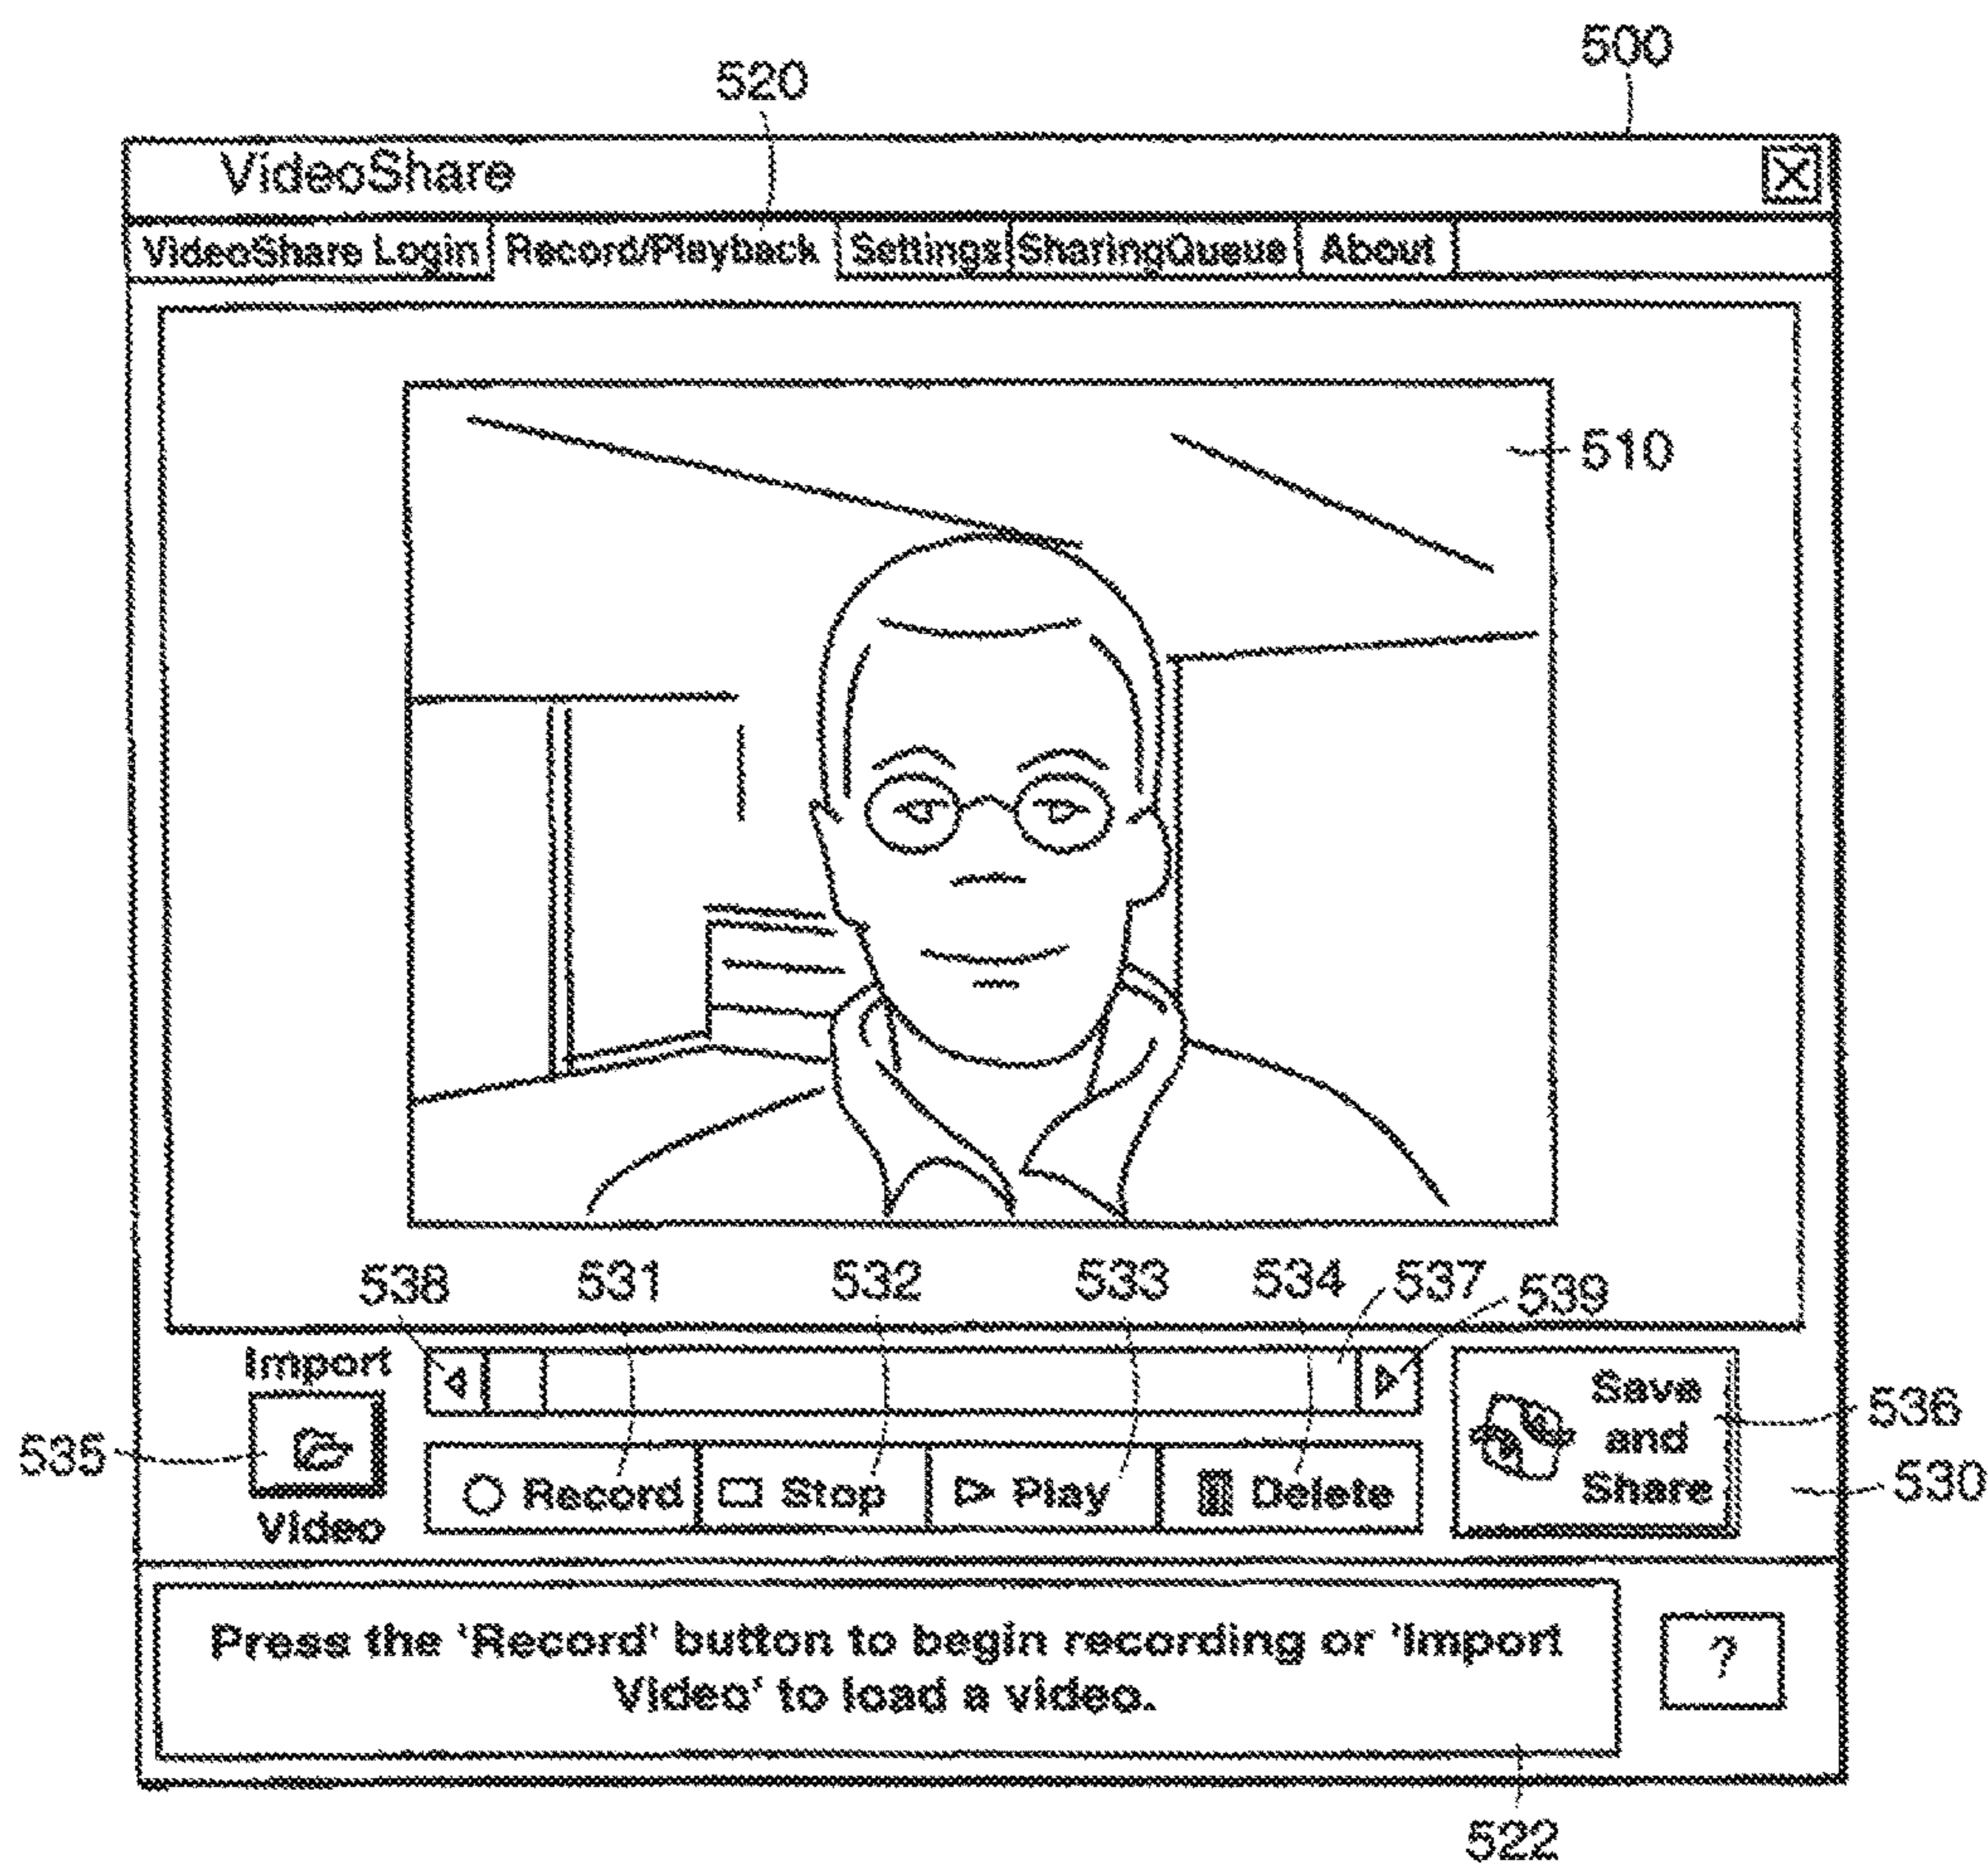 500
520
VideoShare
VideoShare Login Record/Playback Settings SharingQueue About
510
538 531 532 533 534 537 539
Import
Video
535
Save
and
Share
536
530
Record Stop Play Delete
Press the 'Record' button to begin recording or 'Import
Video' to load a video.
?
522